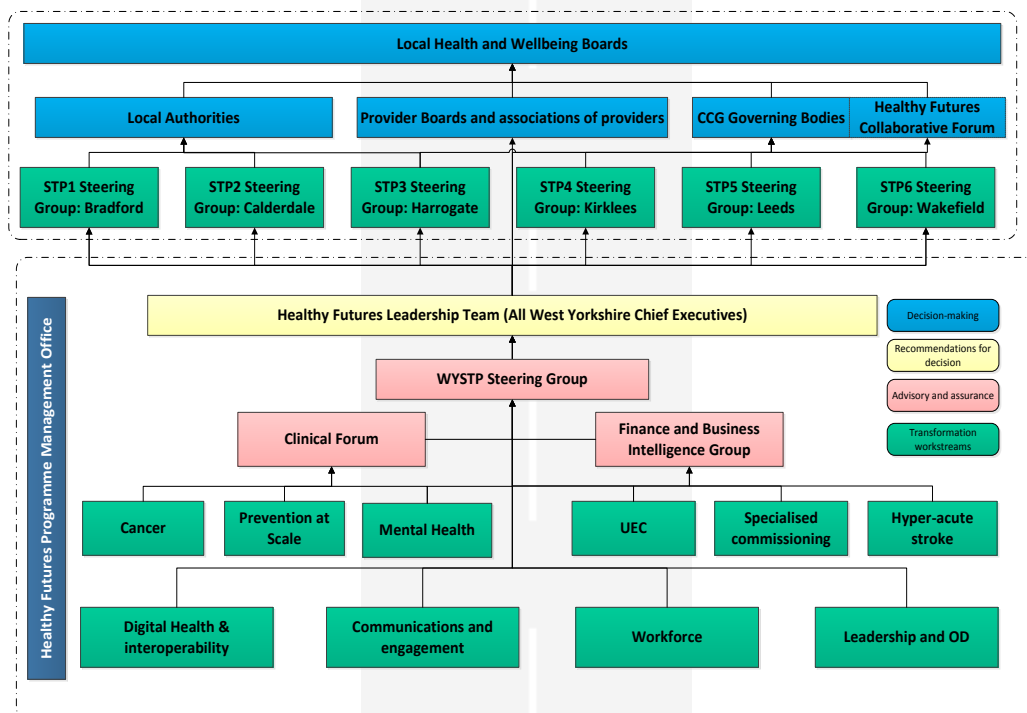 Local Health and Wellbeing Boards
Local Authorities
Provider Boards and associations of providers
CCG Governing Bodies
Healthy Futures
Collaborative Forum
STP1 Steering
Group: Bradford
STP2 Steering
Group: Calderdale
STP3 Steering
Group: Harrogate
STP4 Steering
Group: Kirklees
STP5 Steering
Group: Leeds
STP6 Steering
Group: Wakefield
Healthy Futures Programme Management Office
Healthy Futures Leadership Team (All West Yorkshire Chief Executives)
Decision-making
Recommendations for
decision
Advisory and assurance
Transformation
workstreams
WYSTP Steering Group
Clinical Forum
Finance and Business
Intelligence Group
Cancer
Prevention at
Scale
Mental Health
UEC
Specialised
commissioning
Hyper-acute
stroke
Digital Health &
interoperability
Communications and
engagement
Workforce
Leadership and OD